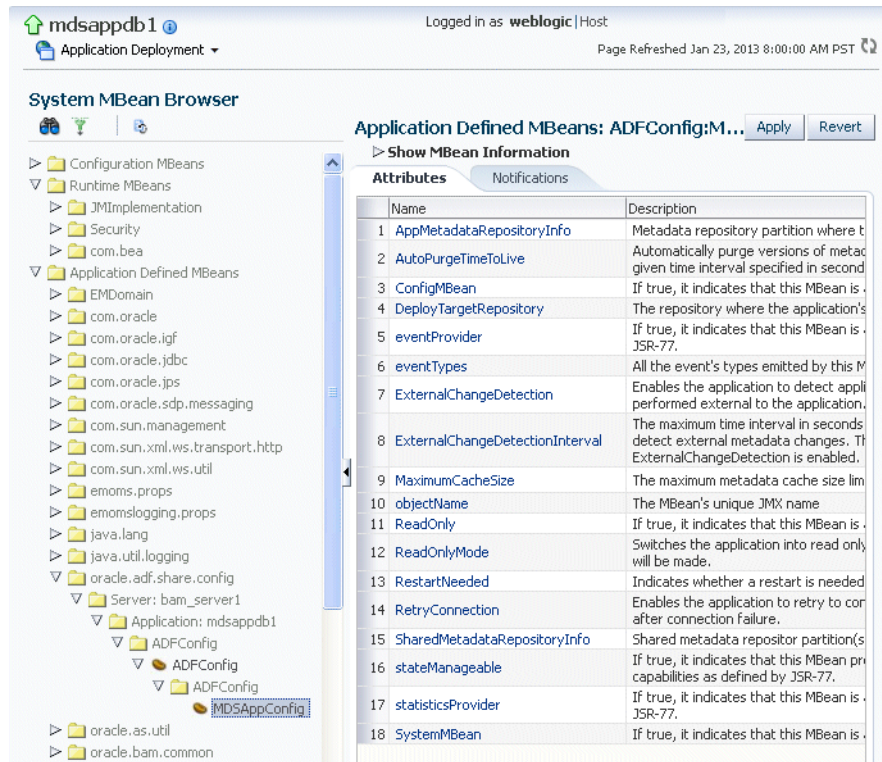 mdsappdb1
Logged in as weblogic|Host
Application Deployment
Page Refreshed Jan 23, 2013 8:00:00 AM PST
System MBean Browser
Configuration MBeans
Runtime MBeans
JMImplementation
Security
com.bea
Application Defined MBeans
EMDomain
com.oracle
com.oracle.igf
com.oracle.jdbc
com.oracle.jps
com.oracle.sdp.messaging
com.sun.management
com.sun.xml.ws.transport.http
com.sun.xml.ws.util
emoms.props
emomslogging.props
java.lang
java.util.logging
oracle.adf.share.config
Server: bam_server1
Application: mdsappdb1
ADFConfig
ADFConfig
ADFConfig
MDSAppConfig
oracle.as.util
oracle.bam.common
Application Defined MBeans: ADFConfig:M...
Apply
Revert
Show MBean Information
Attributes
Notifications
Name Description
1 AppMetadataRepositoryInfo Metadata repository partition where t
2 AutoPurgeTimeToLive Automatically purge versions of metac
given time interval specified in second
3 ConfigMBean If true, it indicates that this MBean is
4 DeployTargetRepository The repository where the application's
5 eventProvider If true, it indicates that this MBean is
JSR-77.
6 eventTypes All the event's types emitted by this M
7 ExternalChangeDetection Enables the application to detect appli
performed external to the application.
8 ExternalChangeDetectionInterval The maximum time interval in seconds
detect external metadata changes. Th
ExternalChangeDetection is enabled.
9 MaximumCacheSize The maximum metadata cache size lim
10 objectName The MBean's unique JMX name
11 ReadOnly If true, it indicates that this MBean is
12 ReadOnlyMode Switches the application into read only
will be made.
13 RestartNeeded Indicates whether a restart is needed
14 RetryConnection Enables the application to retry to cor
after connection failure.
15 SharedMetadataRepositoryInfo Shared metadata repositor partition(s
16 stateManageable If true, it indicates that this MBean pro
capabilities as defined by JSR-77.
17 statisticsProvider If true, it indicates that this MBean is
JSR-77.
18 SystemMBean If true, it indicates that this MBean is